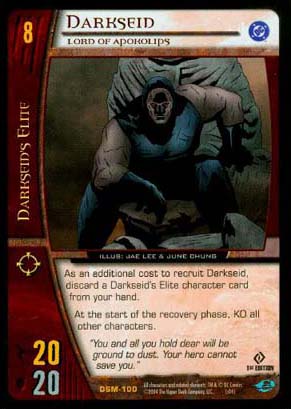 DARKSEID
8
LORD OF APOKOLIPS
DARKSEID'S ELITE
ILLUS: JAE LEE & JUNE CHUNG
As an additional cost to recruit Darkseid,
discard a Darkseid's Elite character card
from your hand.
At the start of the recovery phase, KO all
other characters.
"You and all you hold dear will be
ground to dust. Your hero cannot
save you."
20
20
DSM-100
1ST EDITION